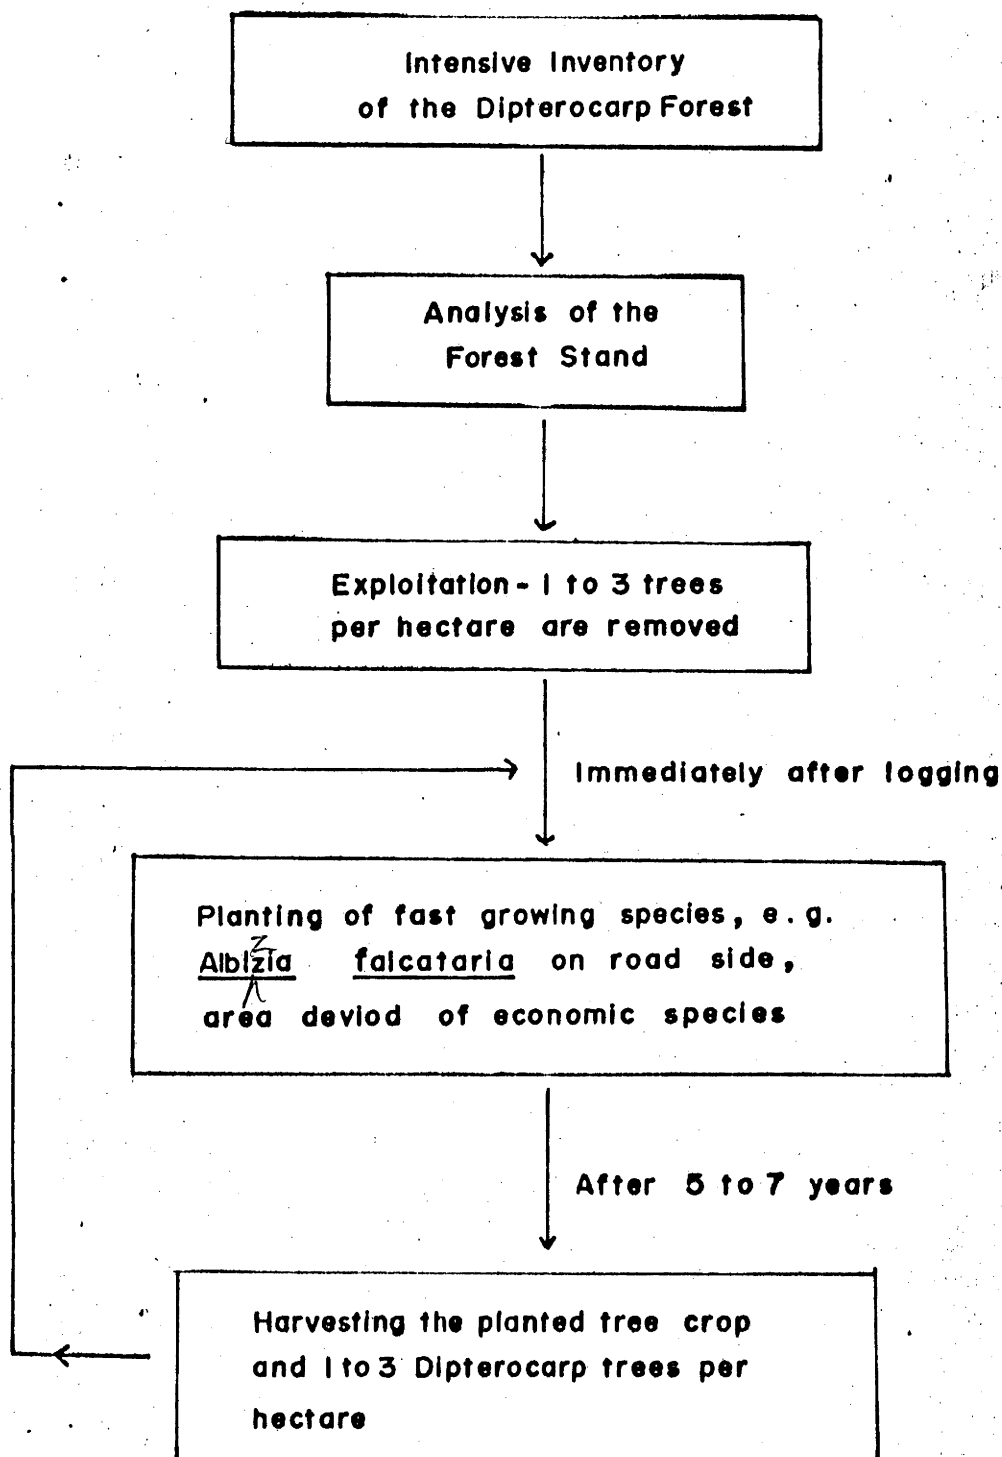 Intensive Inventory
of the Dipterocarp Forest
Analysis of the
Forest Stand
Exploitation - 1 to 3 trees
per hectare are removed
Immediately after logging
Planting of fast growing species, e.g.
Albizia falcataria on road side,
z
area deviod of economic species
After 5 to 7 years
Harvesting the planted tree crop
and 1 to 3 Dipterocarp trees per
hectare